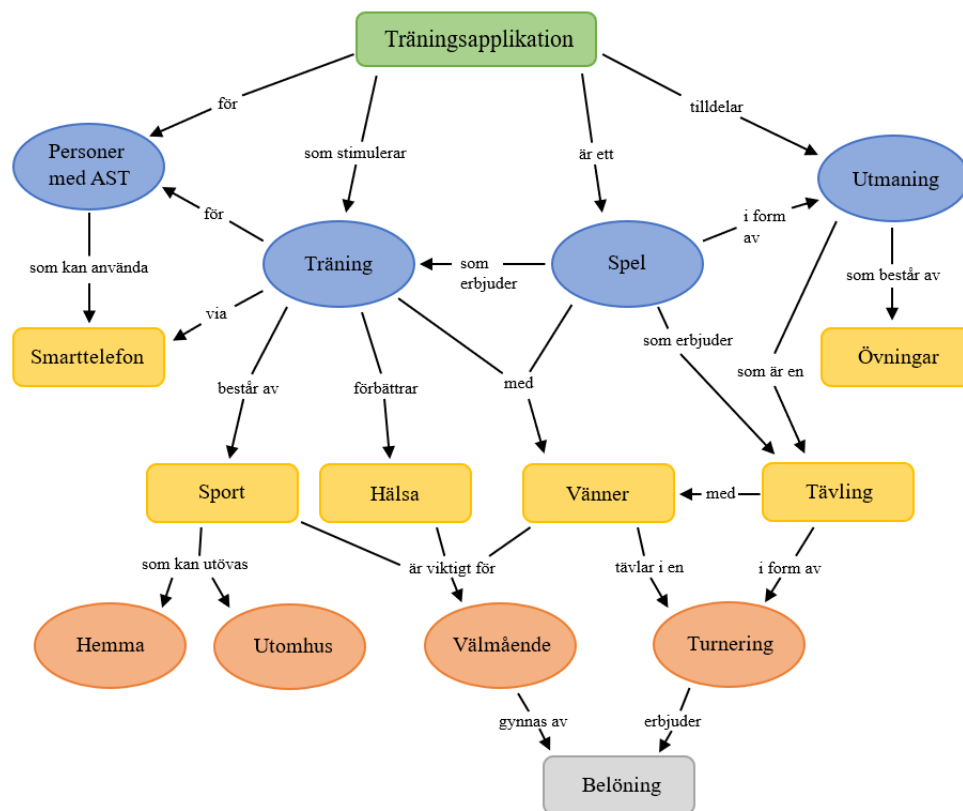 Träningsapplikation
för
tilldelar
Personer
med AST
som stimulerar
är ett
Utmaning
för
i form
av
Träning
som
erbjuder
Spel
som kan använda
som består av
via
Smarttelefon
som erbjuder
Övningar
består av
förbättrar
med
som är en
Sport
Hälsa
Vänner
med
Tävling
som kan utövas
är viktigt för
tävlar i en
i form av
Hemma
Utomhus
Välmående
Turnering
gynnas av
erbjuder
Belöning